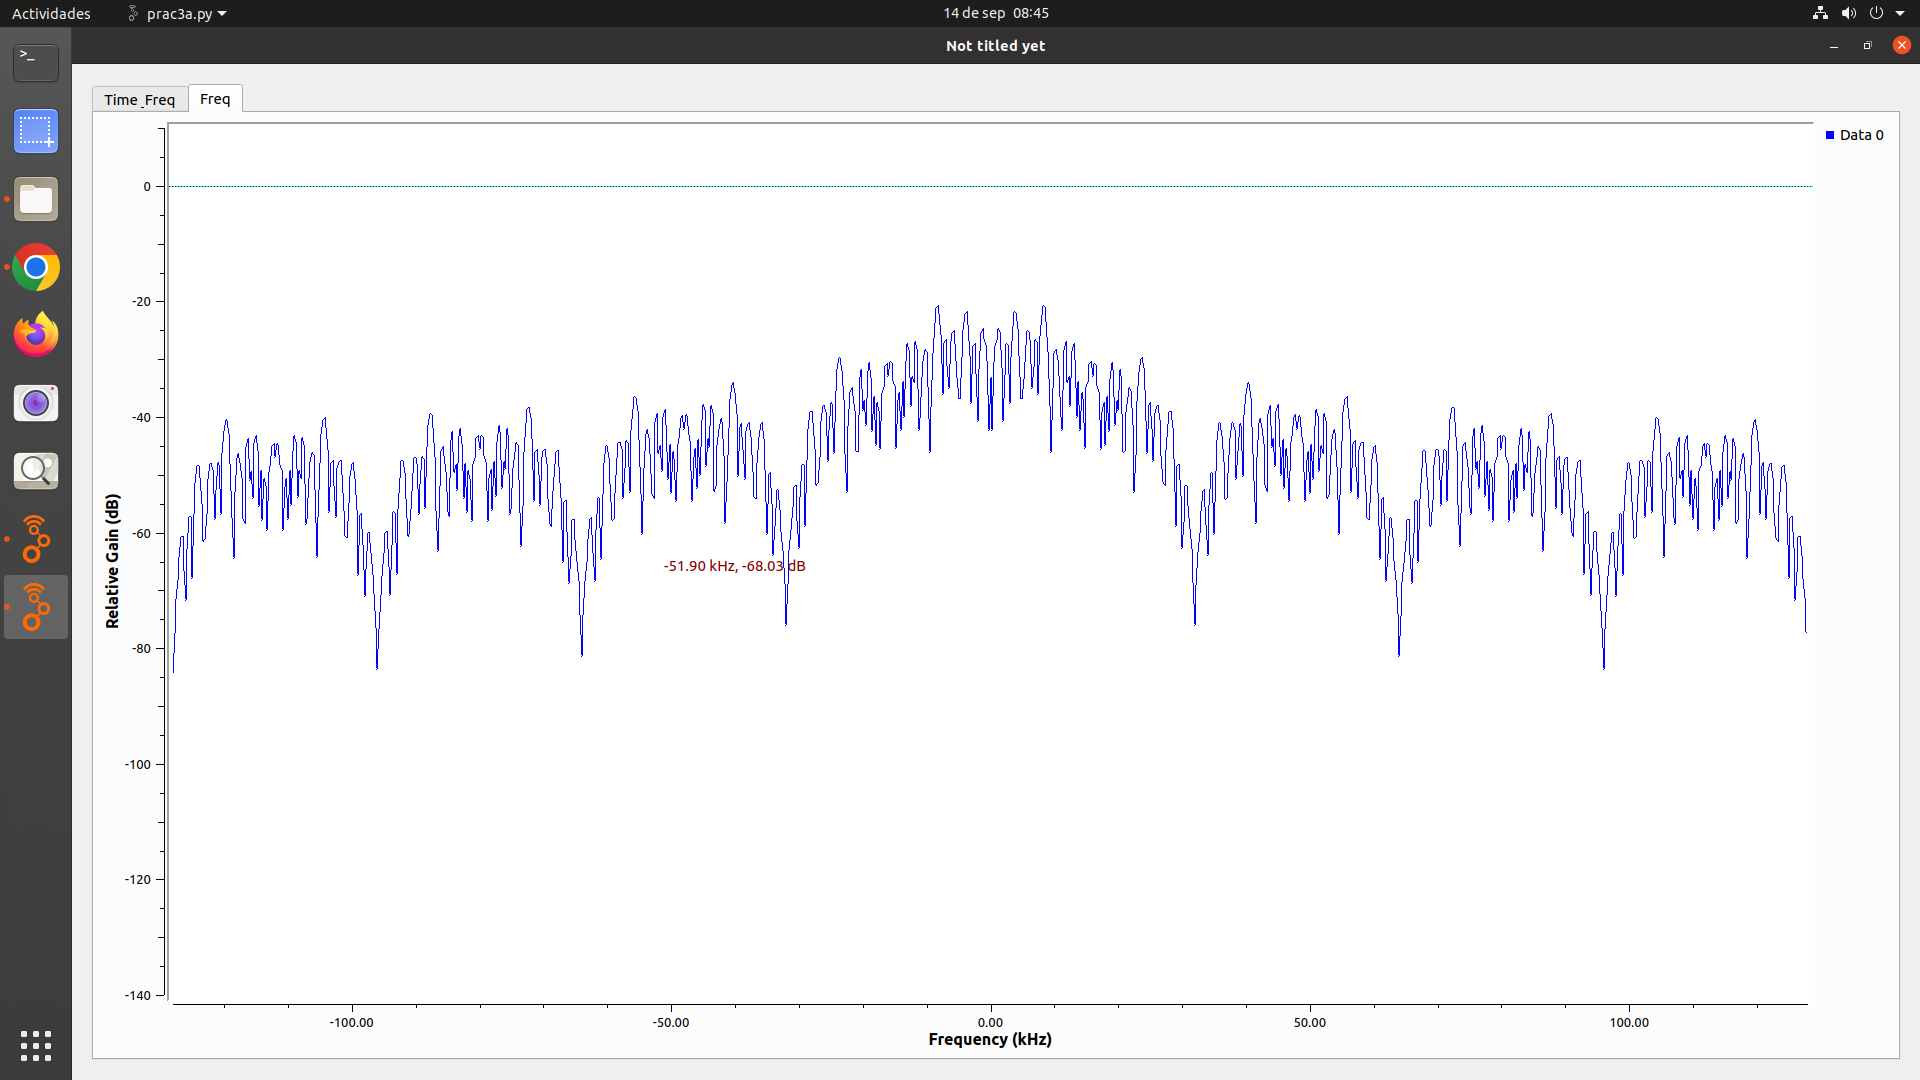 Actividades
prac3a.py
14 de sep  08:45
Not titled yet
Time_Freq
Freq
Data 0
0
-20
-40
-60
-80
-100
-120
-140
Relative Gain (dB)
-51.90 kHz, -68.03 dB
-100.00
-50.00
0.00
50.00
100.00
Frequency (kHz)